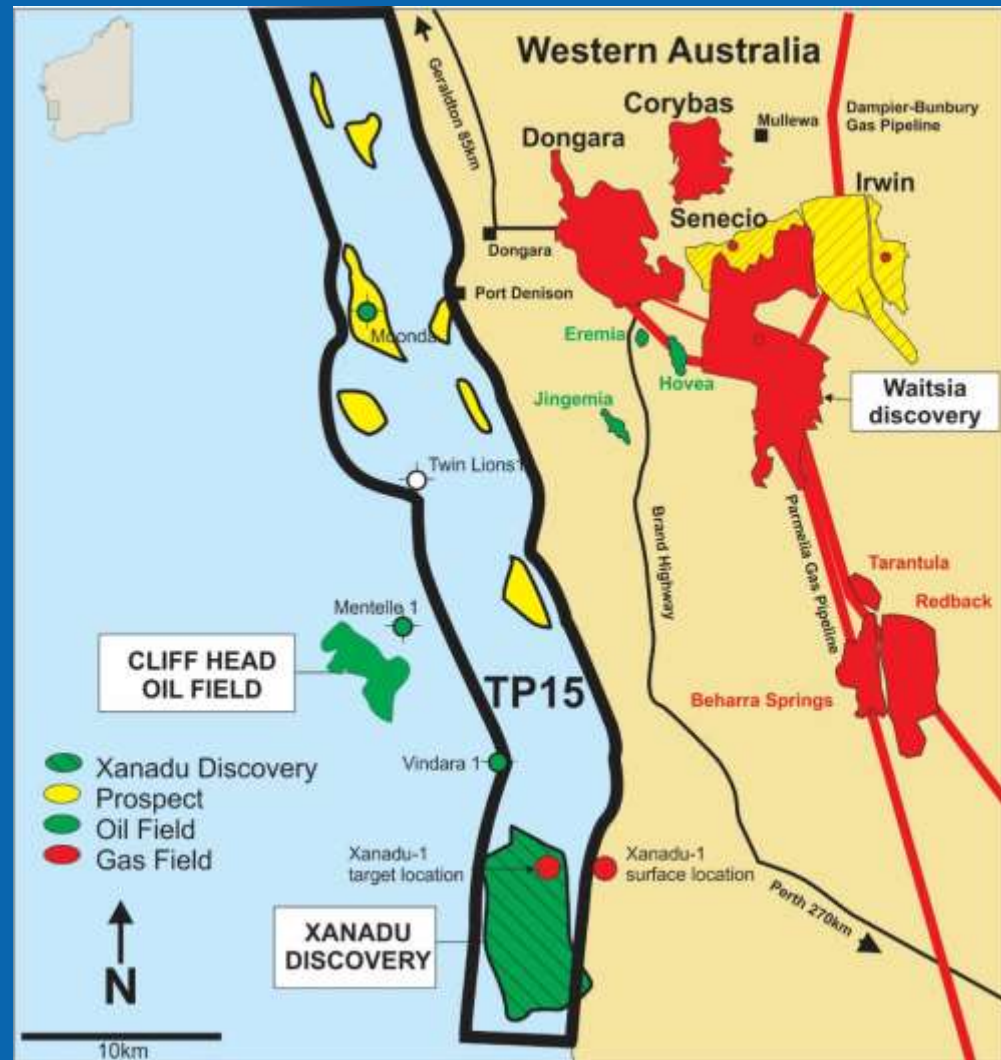 Western Australia
Geraldton 85km
Corybas
Mullewa
Dampier-Bunbury
Gas Pipeline
Dongara
Irwin
Senecio
Dongara
Port Denison
Moonda
Eremia
Hovea
Jingemia
Waitsia
discovery
Twin Lions1
Brand Highway
Parmelia Gas Pipeline
Tarantula
Redback
Mentelle 1
CLIFF HEAD
OIL FIELD
TP15
Beharra Springs
Vindara 1
Xanadu Discovery
Prospect
Oil Field
Gas Field
Xanadu-1
target location
Xanadu-1
surface location
Perth 270km
XANADU
DISCOVERY
N
10km